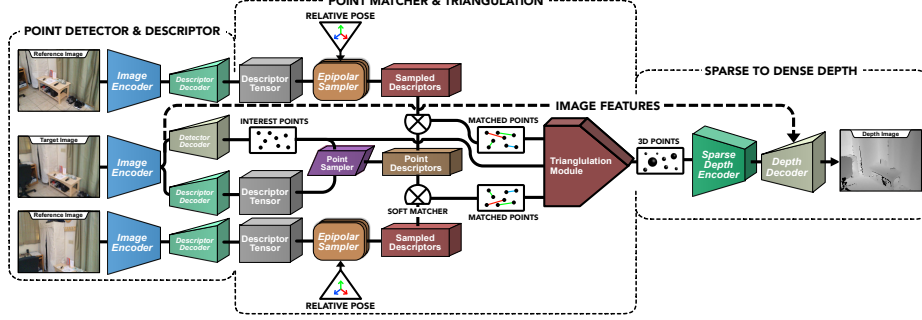 POINT MATCHER & TRIANGULATION
RELATIVE POSE
POINT DETECTOR & DESCRIPTOR
Reference Image
Image
Encoder
Descriptor
Decoder
Descriptor
Tensor
Epipolar
Sampler
Sampled
Descriptors
SPARSE TO DENSE DEPTH
IMAGE FEATURES
Target Image
Image
Encoder
Detector
Decoder
INTEREST POINTS
Descriptor
Decoder
Descriptor
Tensor
Point
Sampler
Point
Descriptors
SOFT MATCHER
MATCHED POINTS
MATCHED POINTS
Triangulation
Module
3D POINTS
Sparse
Depth
Encoder
Depth
Decoder
Depth Image
Reference Image
Image
Encoder
Descriptor
Decoder
Descriptor
Tensor
Epipolar
Sampler
Sampled
Descriptors
RELATIVE POSE